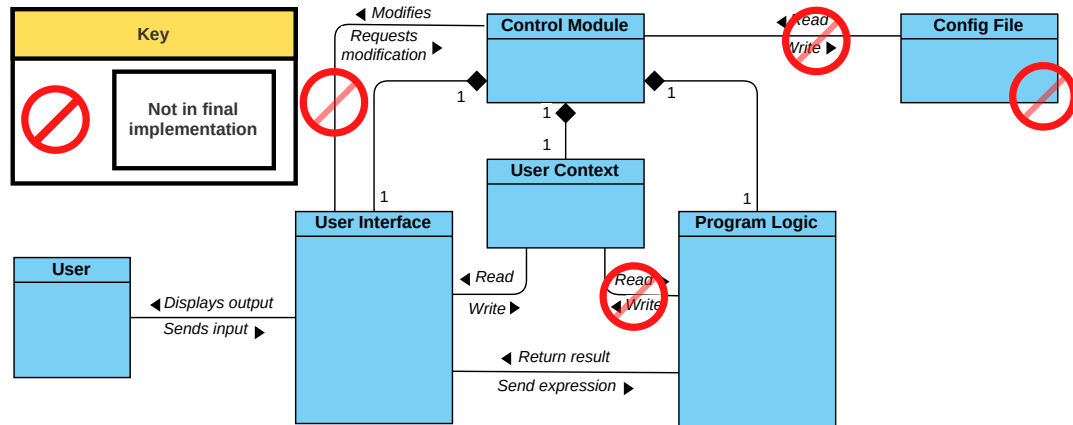 Key
Not in final
implementation
Modifies
Requests
modification
Control Module
Read
Write
Config File
1
1
1
1
User Context
1
1
User Interface
Program Logic
User
Read
Write
Read
Write
Displays output
Sends input
Return result
Send expression